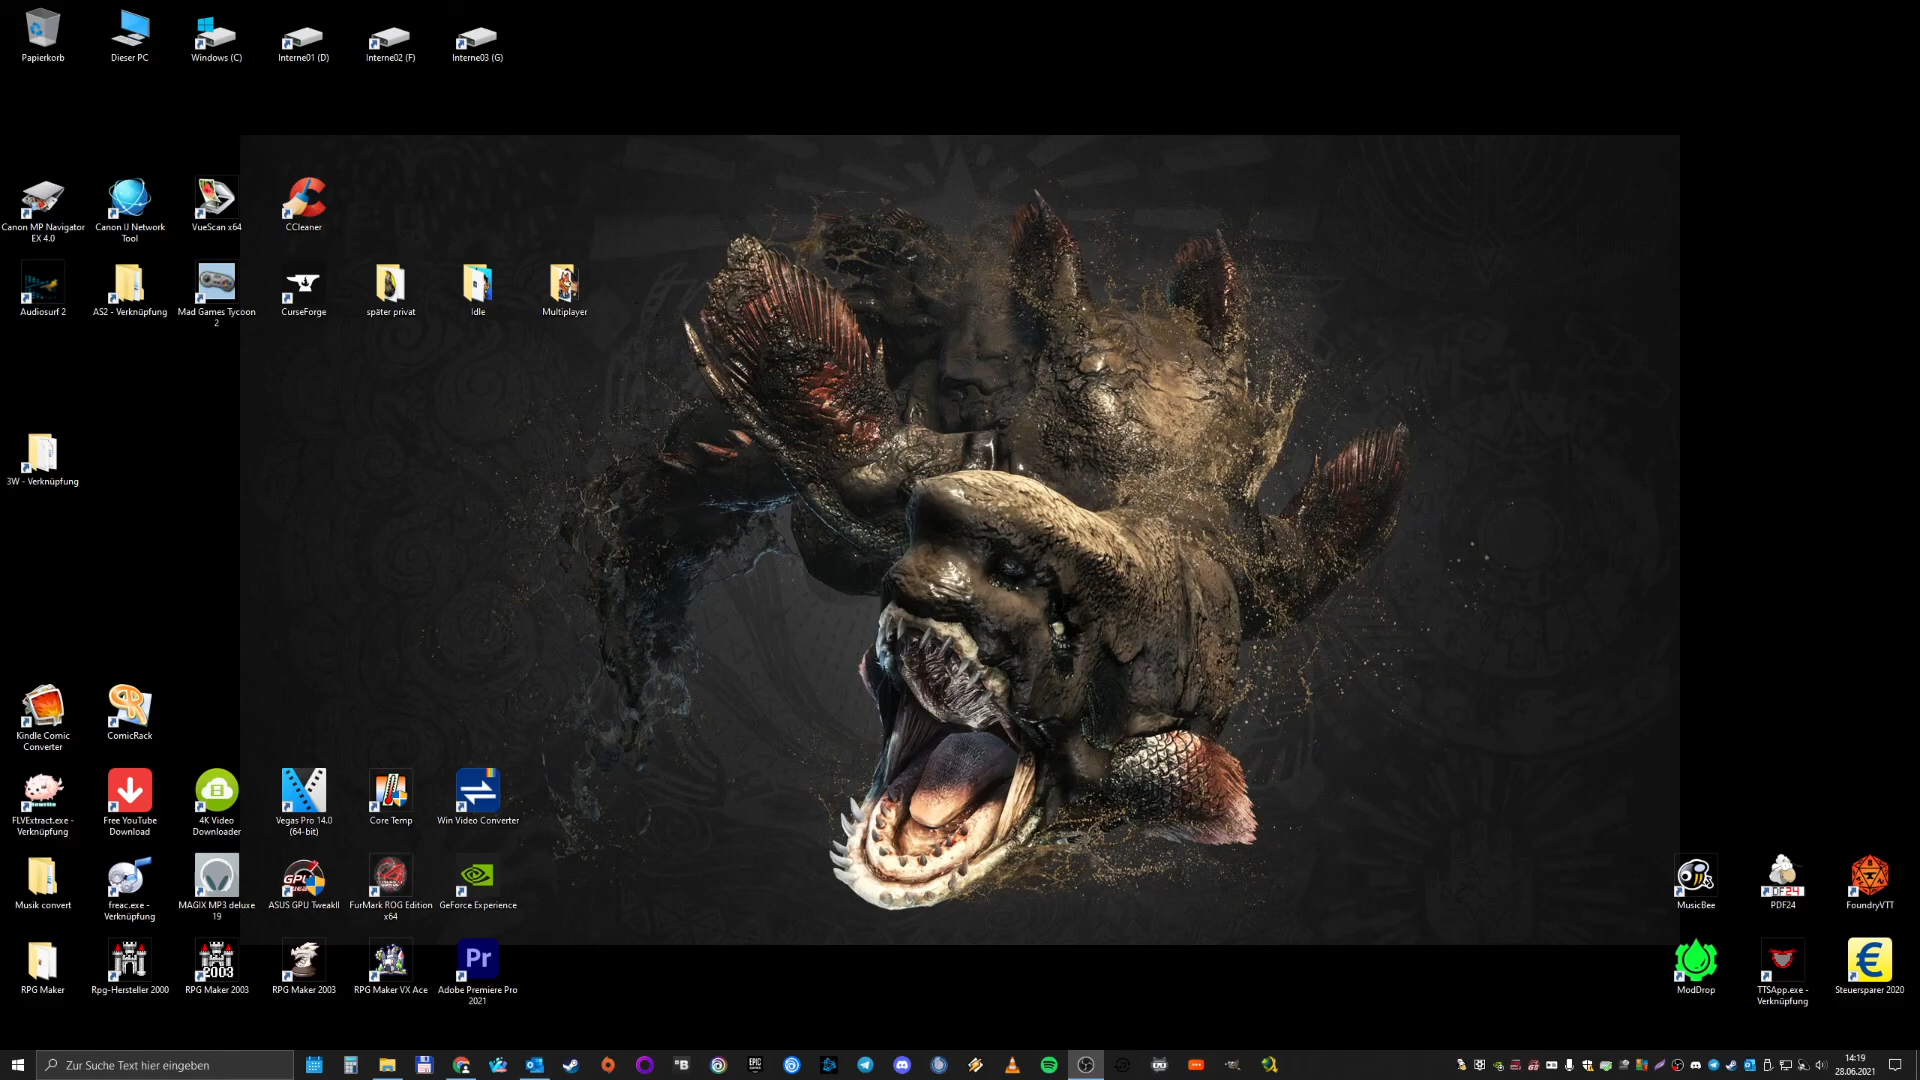 Papierkorb
Dieser PC
Windows (C)
Interne01 (D)
Interne02 (F)
Interne03 (G)
Canon MP Navigator
EX 4.0
Canon IJ Network
Tool
VueScan x64
CCleaner
Audiosurf 2
AS2 - Verknüpfung
Mad Games Tycoon
2
CurseForge
später privat
Idle
Multiplayer
3W - Verknüpfung
Kindle Comic
Converter
ComicRack
FLVExtract.exe -
Verknüpfung
Free YouTube
Download
4K Video
Downloader
Vegas Pro 14.0
(64-bit)
Core Temp
Win Video Converter
Musik convert
freac.exe -
Verknüpfung
MAGIX MP3 deluxe
19
GPU
ASUS GPU TweakII
FurMark ROG Edition
x64
GeForce Experience
MusicBee
PDF24
FoundryVTT
RPG Maker
Rpg-Hersteller 2000
2003
RPG Maker 2003
RPG Maker 2003
RPG Maker VX Ace
Pr
Adobe Premiere Pro
2021
ModDrop
TTSApp.exe -
Verknüpfung
€
Steuersparer 2020
Zur Suche Text hier eingeben
EPIC
14:19
28.06.2021